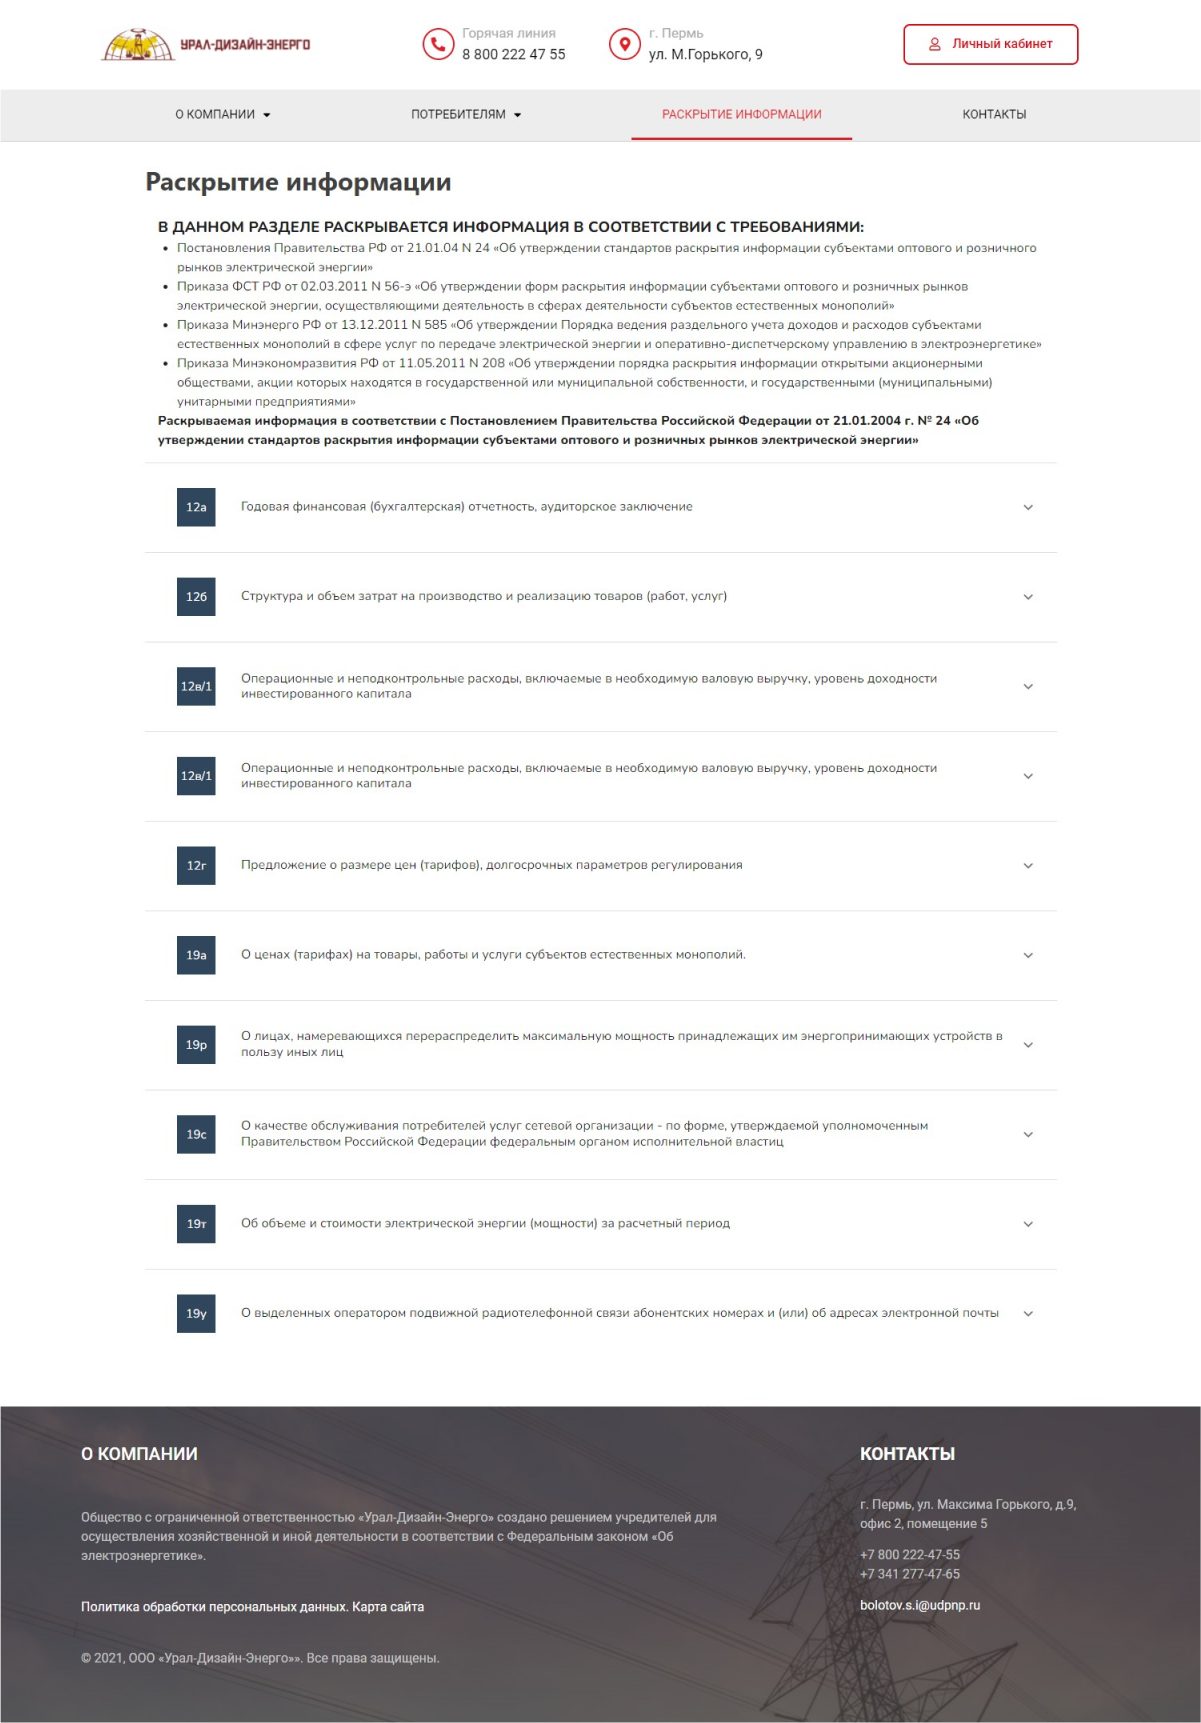 УРАЛ-ДИЗАЙН-ЭНЕРГО
Горячая линия
8 800 222 47 55
г. Пермь
ул. М.Горького, 9
Личный кабинет
О КОМПАНИИ
ПОТРЕБИТЕЛЯМ
РАСКРЫТИЕ ИНФОРМАЦИИ
КОНТАКТЫ
Раскрытие информации
В ДАННОМ РАЗДЕЛЕ РАСКРЫВАЕТСЯ ИНФОРМАЦИЯ В СООТВЕТСТВИИ С ТРЕБОВАНИЯМИ:
• Постановления Правительства РФ от 21.01.04 N 24 «Об утверждении стандартов раскрытия информации субъектами оптового и розничного
рынков электрической энергии»
• Приказа ФСТ РФ от 02.03.2011 N 56-э «Об утверждении форм раскрытия информации субъектами оптового и розничных рынков
электрической энергии, осуществляющими деятельность в сферах деятельности субъектов естественных монополий»
• Приказа Минэнерго РФ от 13.12.2011 N 585 «Об утверждении Порядка ведения раздельного учета доходов и расходов субъектами
естественных монополий в сфере услуг по передаче электрической энергии и оперативно-диспетчерскому управлению в электроэнергетике»
• Приказа Минэкономразвития РФ от 11.05.2011 N 208 «Об утверждении порядка раскрытия информации открытыми акционерными
обществами, акции которых находятся в государственной или муниципальной собственности, и государственными (муниципальными)
унитарными предприятиями»
Раскрываемая информация в соответствии с Постановлением Правительства Российской Федерации от 21.01.2004 г. № 24 «Об
утверждении стандартов раскрытия информации субъектами оптового и розничных рынков электрической энергии»
12а
Годовая финансовая (бухгалтерская) отчетность, аудиторское заключение
12б
Структура и объем затрат на производство и реализацию товаров (работ, услуг)
12в/1
Операционные и неподконтрольные расходы, включаемые в необходимую валовую выручку, уровень доходности
инвестированного капитала
12в/1
Операционные и неподконтрольные расходы, включаемые в необходимую валовую выручку, уровень доходности
инвестированного капитала
12г
Предложение о размере цен (тарифов), долгосрочных параметров регулирования
19а
О ценах (тарифах) на товары, работы и услуги субъектов естественных монополий.
19р
О лицах, намеревающихся перераспределить максимальную мощность принадлежащих им энергопринимающих устройств в
пользу иных лиц
19с
О качестве обслуживания потребителей услуг сетевой организации - по форме, утверждаемой уполномоченным
Правительством Российской Федерации федеральным органом исполнительной властиц
19т
Об объеме и стоимости электрической энергии (мощности) за расчетный период
19у
О выделенных оператором подвижной радиотелефонной связи абонентских номерах и (или) об адресах электронной почты
О КОМПАНИИ
Общество с ограниченной ответственностью «Урал-Дизайн-Энерго» создано решением учредителей для
осуществления хозяйственной и иной деятельности в соответствии с Федеральным законом «Об
электроэнергетике».
Политика обработки персональных данных. Карта сайта
© 2021, ООО «Урал-Дизайн-Энерго»». Все права защищены.
КОНТАКТЫ
г. Пермь, ул. Максима Горького, д.9,
офис 2, помещение 5
+7 800 222-47-55
+7 341 277-47-65
bolotov.s.i@udpnp.ru